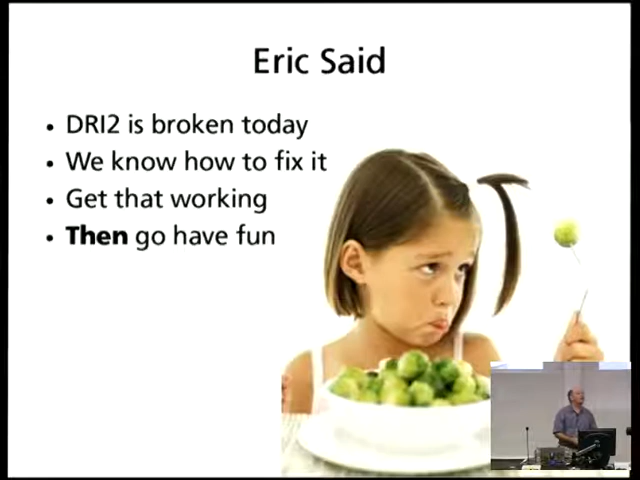 Eric Said
• DRI2 is broken today
• We know how to fix it
• Get that working
• Then go have fun